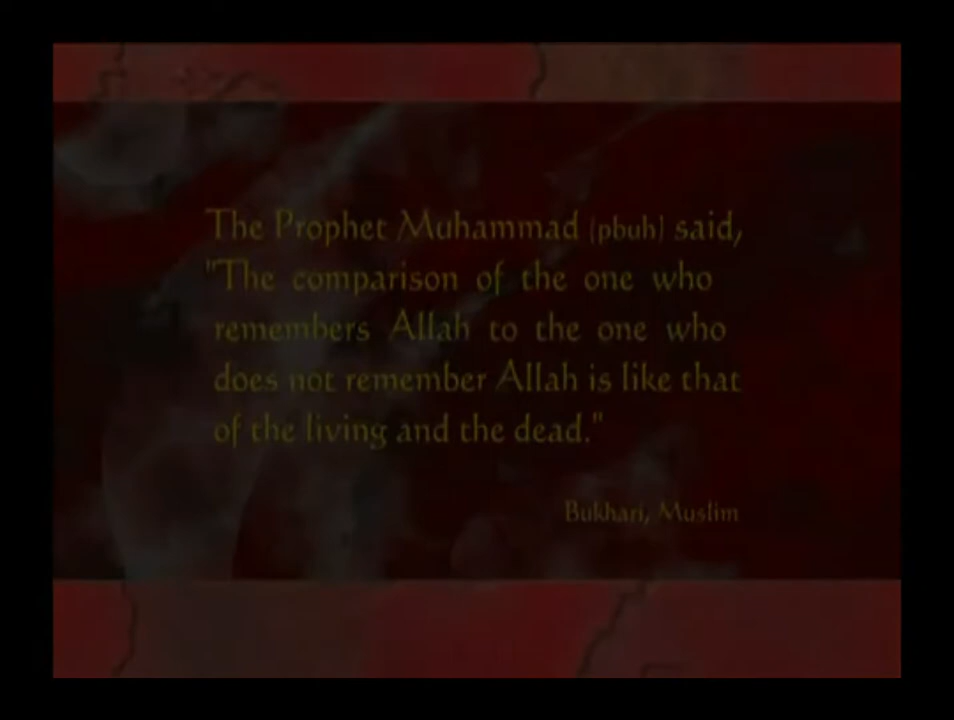 The Prophet Muhammad (pbuh) said,
"The comparison of the one who
remembers Allah to the one who
does not remember Allah is like that
of the living and the dead."
Bukhari, Muslim